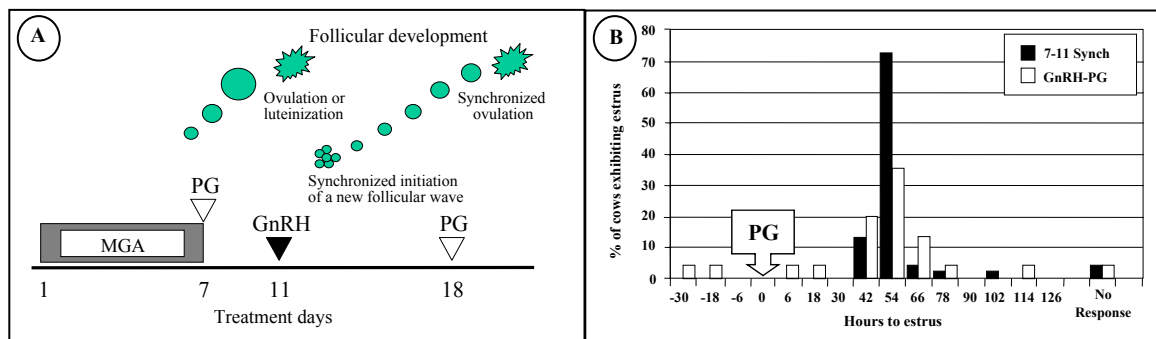 A
Follicular development
Ovulation or
luteinization
Synchronized
ovulation
Synchronized initiation
of a new follicular wave
PG
GnRH
PG
MGA
1 7 11 18
Treatment days
B
80
70
60
50
40
30
20
10
0
% of cows exhibiting estrus
7-11 Synch
GnRH-PG
PG
-30 -18 -6 0 6 18 30 42 54 66 78 90 102 114 126 No
Response
Hours to estrus